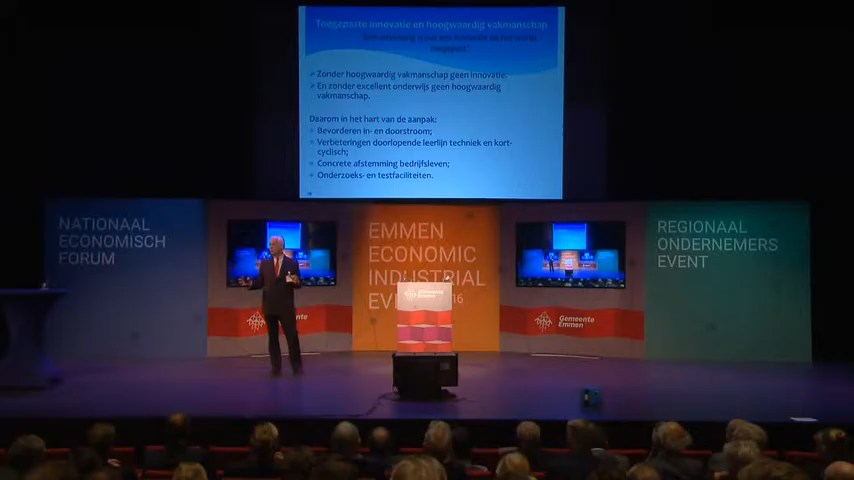 Toegepaste innovatie en hoogwaardig vakmanschap
toegepast"
Zonder hoogwaardig vakmanschap geen innovatie.
En zonder excellent onderwijs geen hoogwaardig
vakmanschap.
Daarom in het hart van de aanpak:
Bevorderen in- en doorstroom;
Verbeteringen doorlopende leerlijn techniek en kort-
cyclisch;
Concrete afstemming bedrijfsleven;
Onderzoeks- en testfaciliteiten.
NATIONAAL
ECONOMISCH
FORUM
EMMEN
ECONOMIC
INDUSTRIAL
EV 16
REGIONAAL
ONDERNEMERS
EVENT
Gemeente
Emmen
Gemeente
Emmen